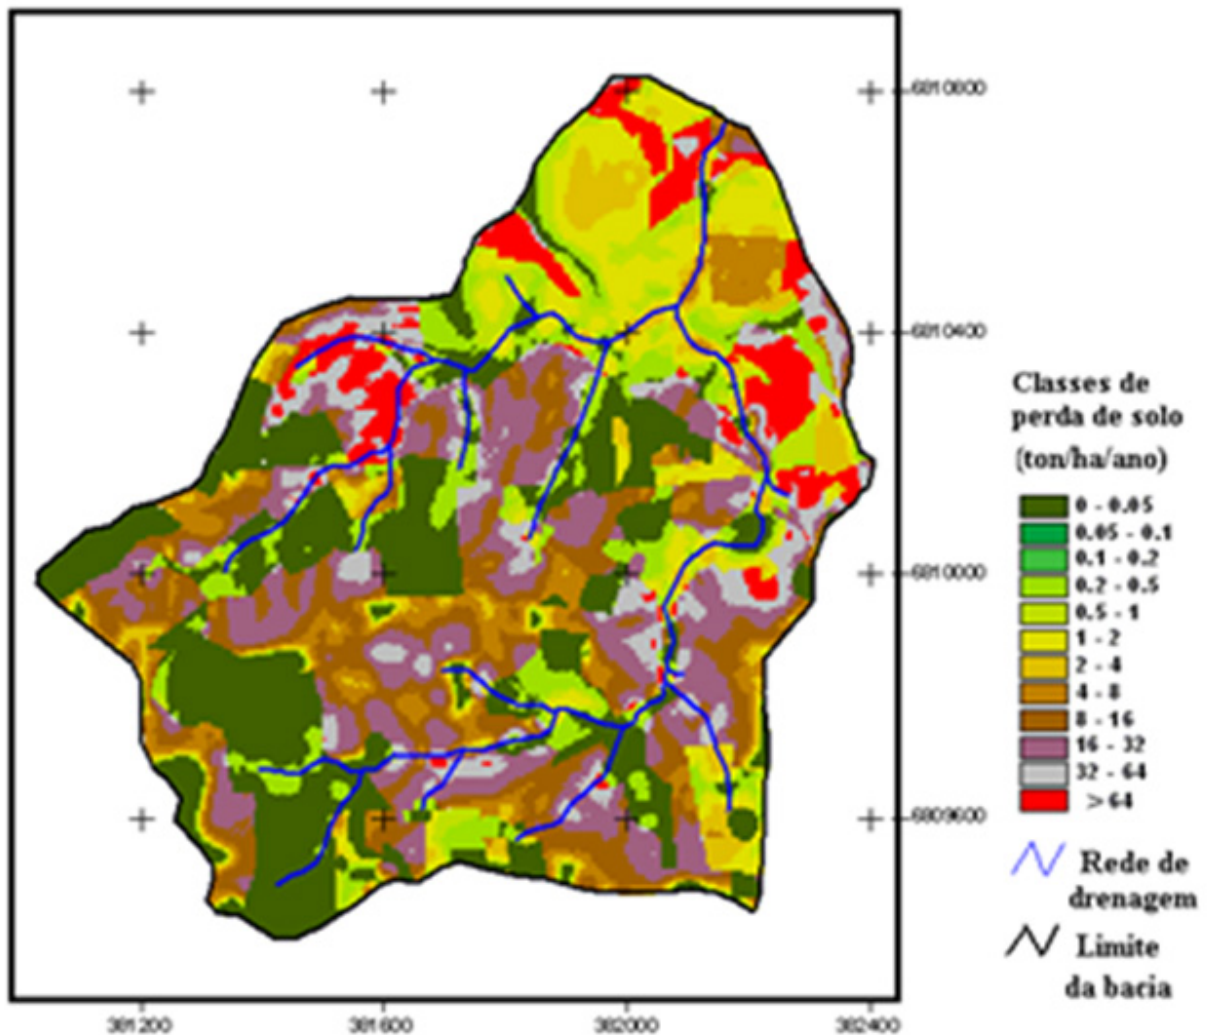 6810800
6810400
Classes de
perda de solo
(ton/ha/ano)
0 - 0.05
0.05 - 0.1
0.1 - 0.2
0.2 - 0.5
0.5 - 1
1 - 2
2 - 4
4 - 8
8 - 16
16 - 32
32 - 64
> 64
6810000
6809600
Rede de
drenagem
Limite
da bacia
381200 381600 382000 382400